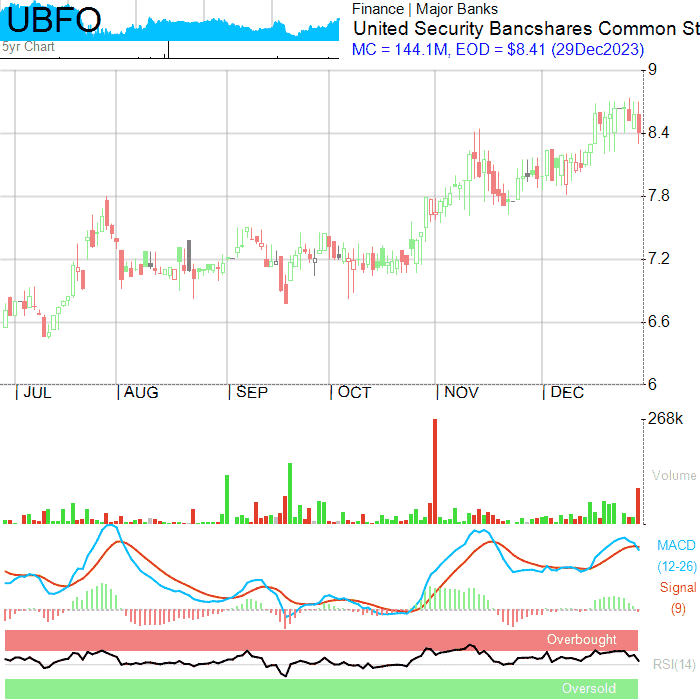 UBFO
5yr Chart
Finance | Major Banks
United Security Bancshares Common St
MC = 144.1M, EOD = $8.41 (29Dec2023)
9
8.4
7.8
7.2
6.6
6
JUL
AUG
SEP
OCT
NOV
DEC
268k
Volume
MACD
(12-26)
Signal
(9)
Overbought
RSI(14)
Oversold